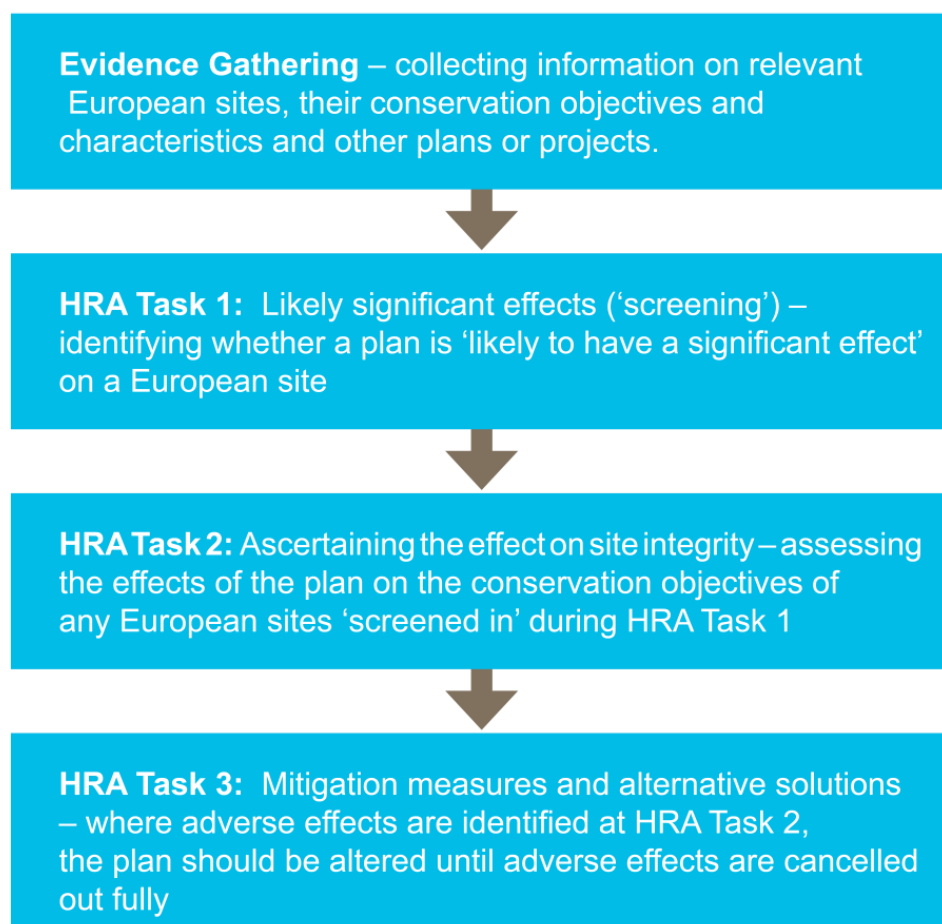 Evidence Gathering – collecting information on relevant
European sites, their conservation objectives and
characteristics and other plans or projects.
HRA Task 1: Likely significant effects (‘screening’) –
identifying whether a plan is ‘likely to have a significant effect’
on a European site
HRA Task 2: Ascertaining the effect on site integrity – assessing
the effects of the plan on the conservation objectives of
any European sites ‘screened in’ during HRA Task 1
HRA Task 3: Mitigation measures and alternative solutions
– where adverse effects are identified at HRA Task 2,
the plan should be altered until adverse effects are cancelled
out fully